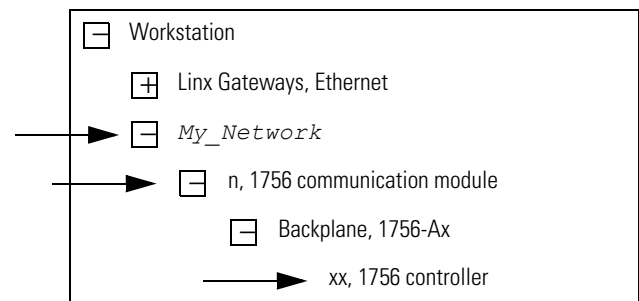 Workstation
Linx Gateways, Ethernet
My_Network
n, 1756 communication module
Backplane, 1756-Ax
xx, 1756 controller